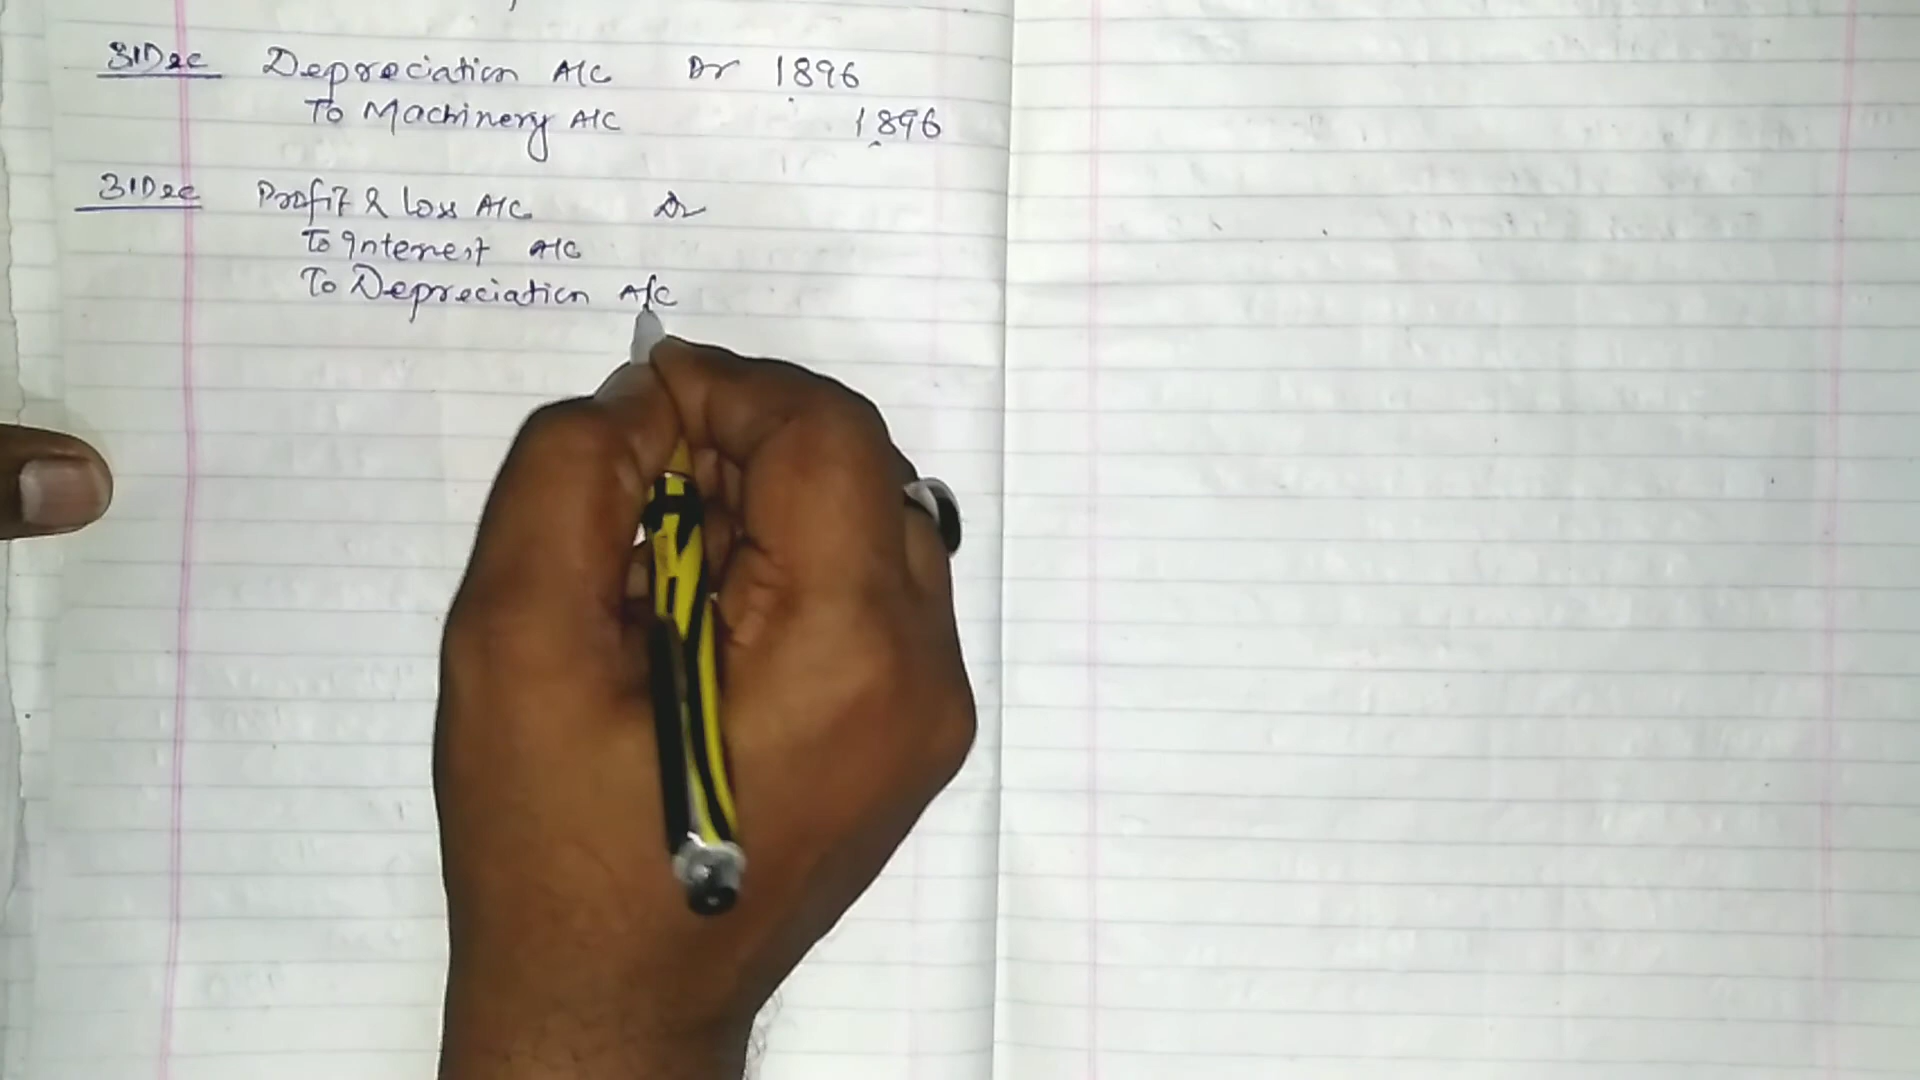 31Dec Depreciation A/C Dr 1896
To Machinery A/C 1896
31Dec Profit & Loss A/C Dr
To Interest A/C
To Depreciation A/C